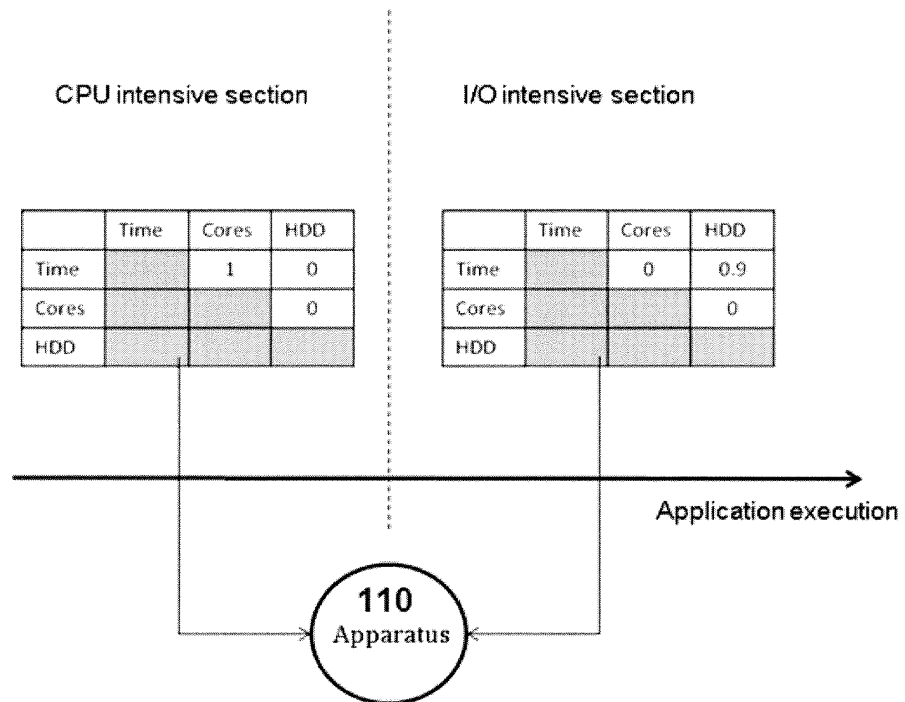 CPU intensive section
I/O intensive section
Time Cores HDD
Time 1 0
Cores 0
HDD
Time Cores HDD
Time 0 0.9
Cores 0
HDD
Application execution
110
Apparatus